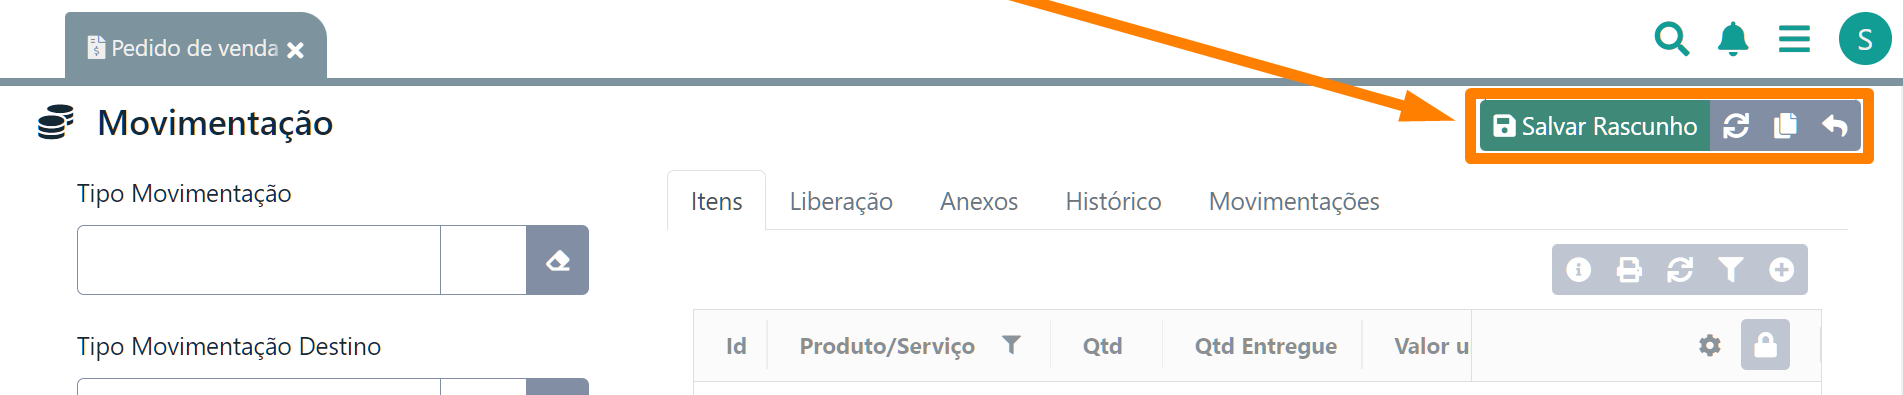 Pedido de venda
S
Movimentação
Salvar Rascunho
Tipo Movimentação
Itens Liberação Anexos Histórico Movimentações
Tipo Movimentação Destino
Id Produto/Serviço Qtd Qtd Entregue Valor u